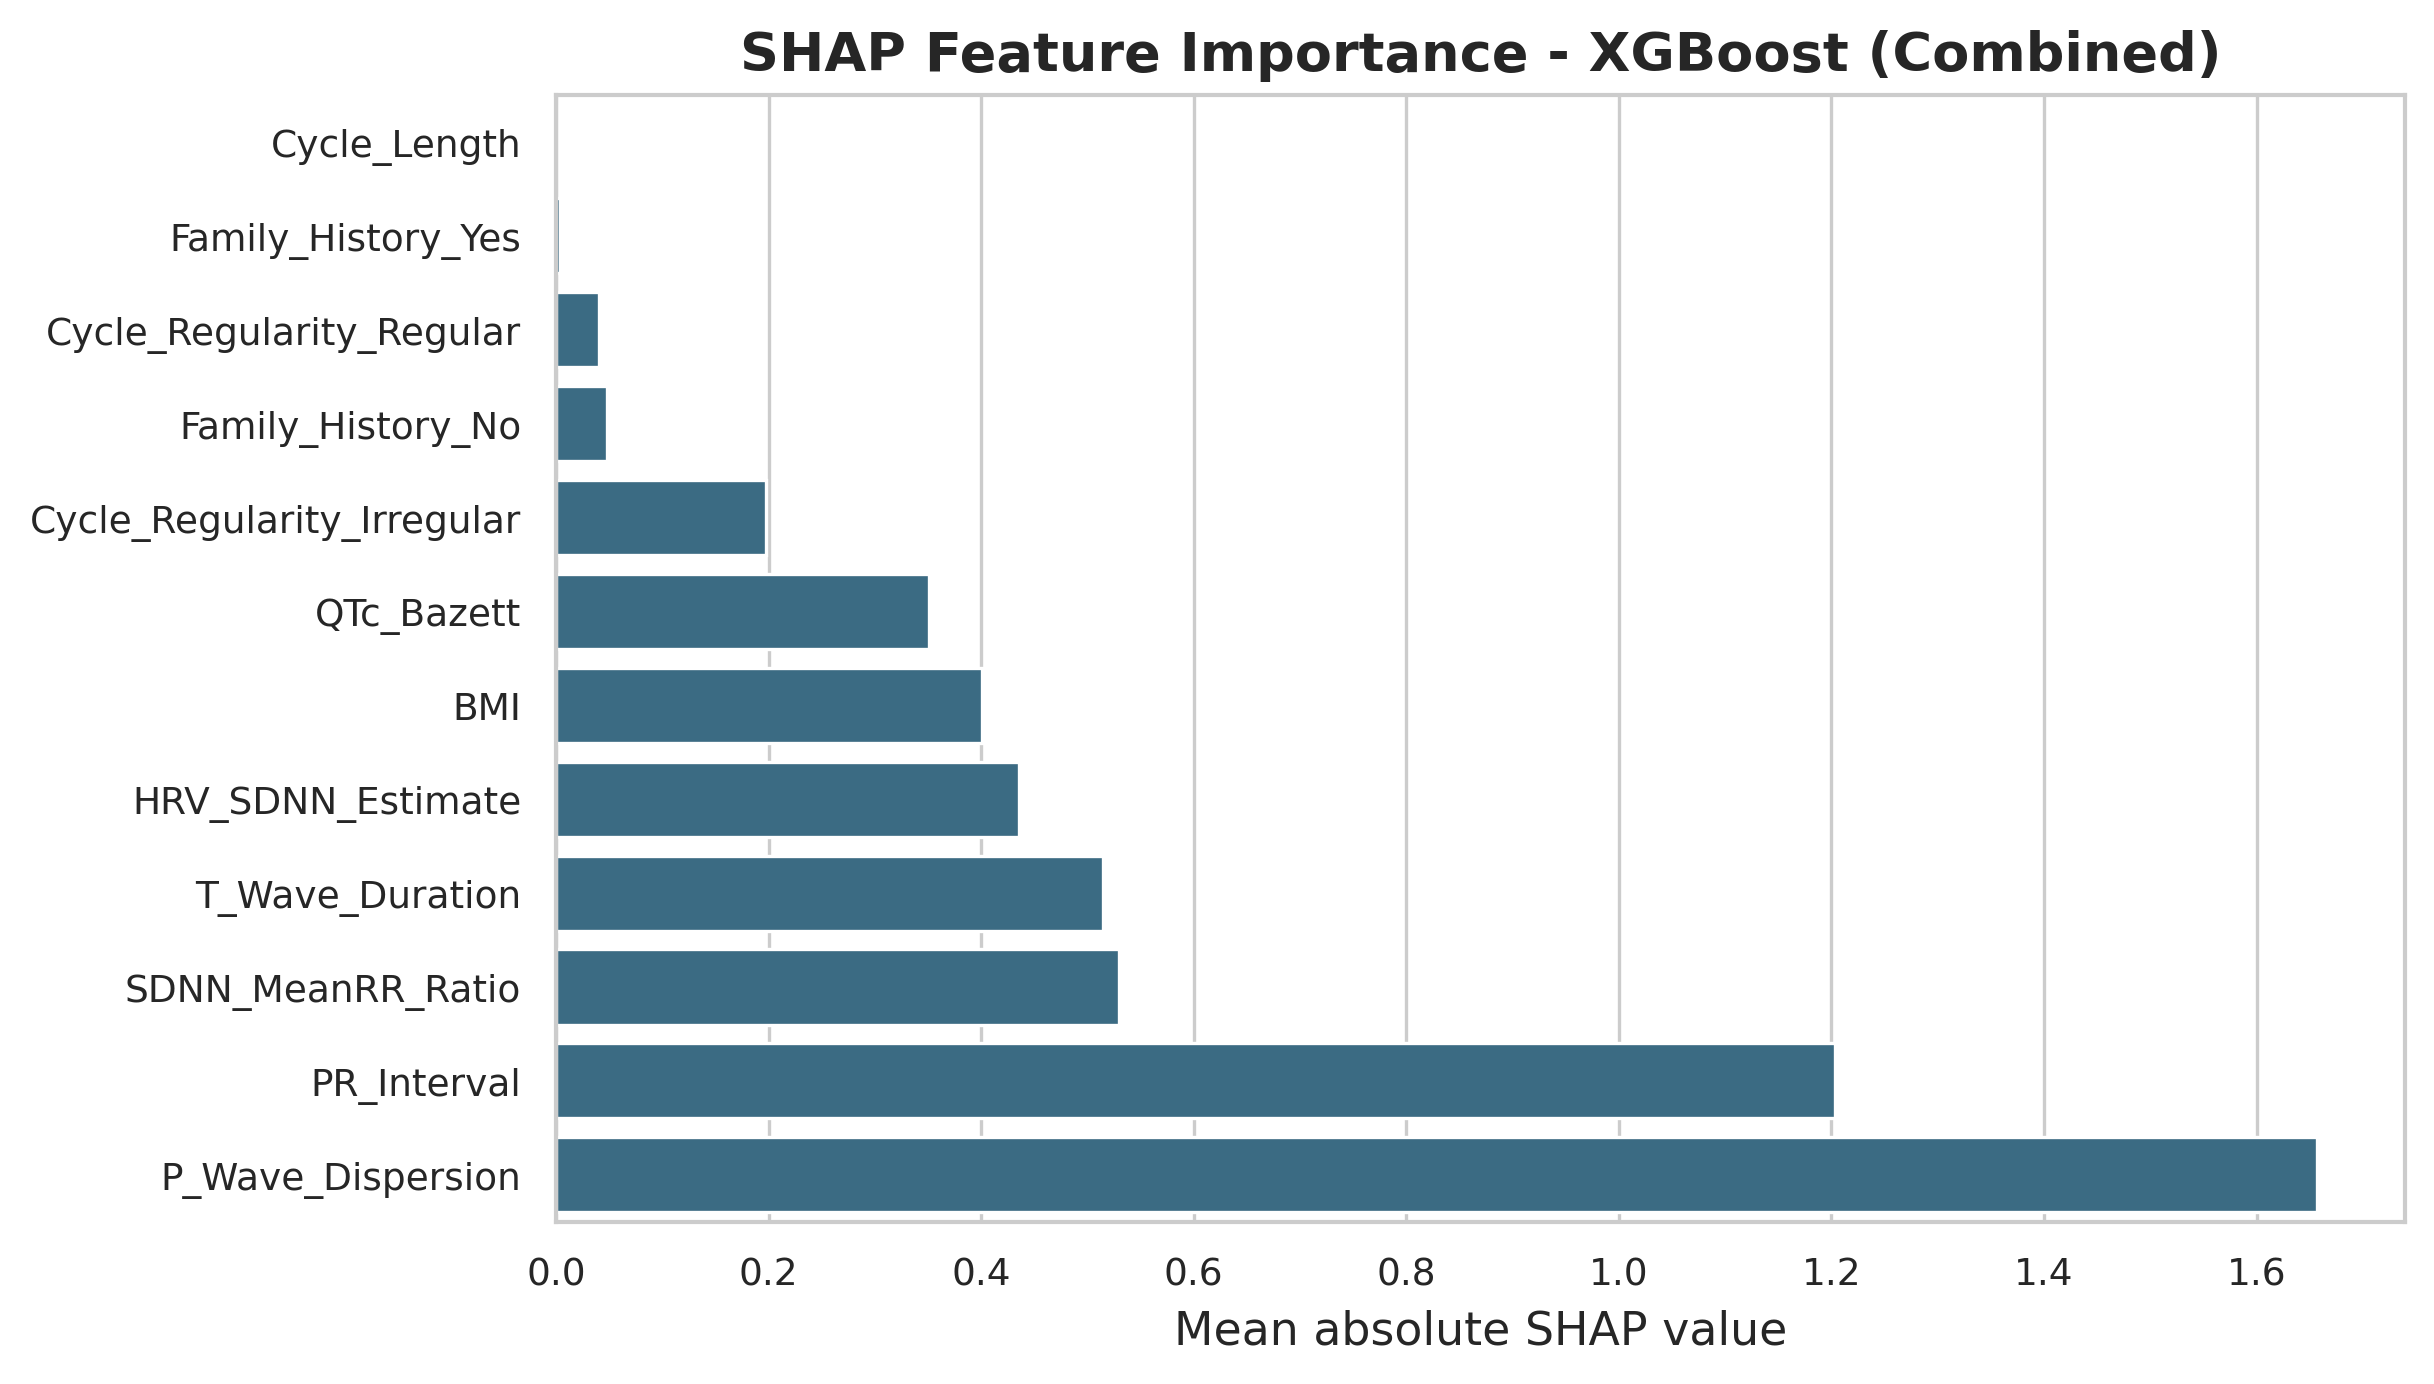 SHAP Feature Importance - XGBoost (Combined)
Cycle_Length
Family_History_Yes
Cycle_Regularity_Regular
Family_History_No
Cycle_Regularity_Irregular
QTc_Bazett
BMI
HRV_SDNN_Estimate
T_Wave_Duration
SDNN_MeanRR_Ratio
PR_Interval
P_Wave_Dispersion
0.0 0.2 0.4 0.6 0.8 1.0 1.2 1.4 1.6
Mean absolute SHAP value